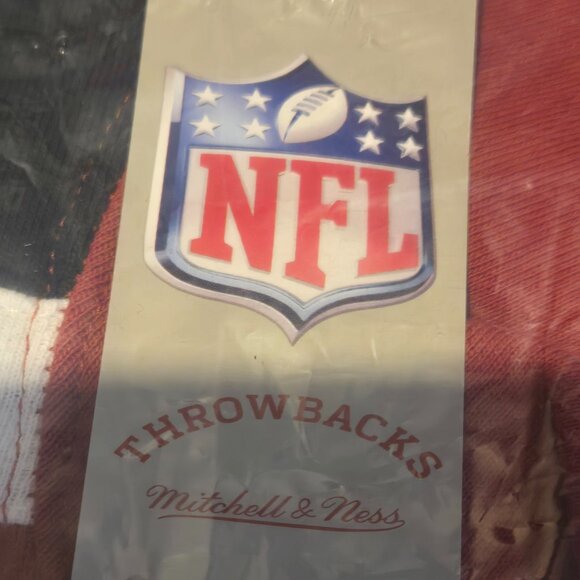 NFL
THROWBACKS
Mitchell & Ness